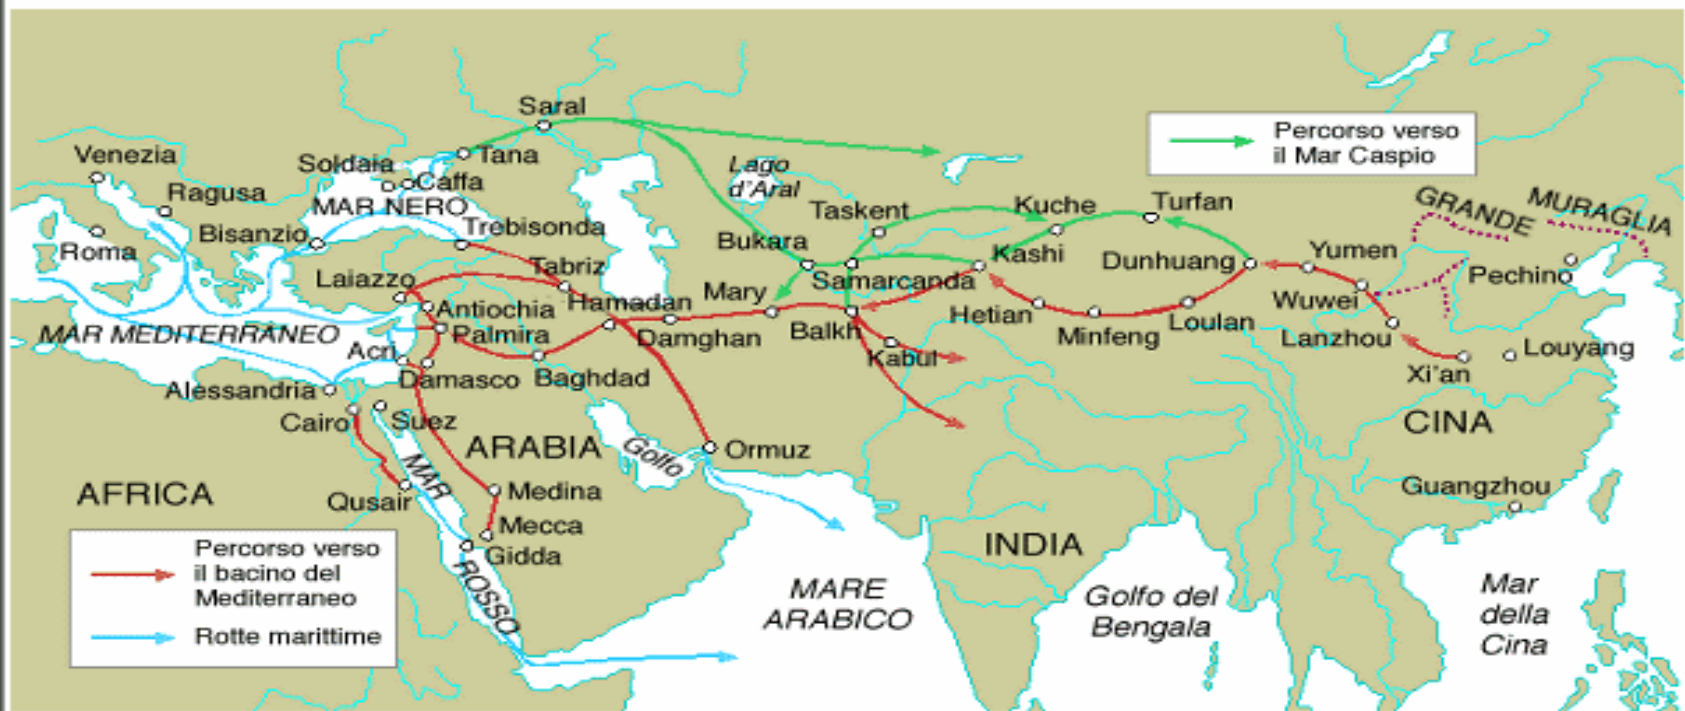 Saral
Percorso verso
il Mar Caspio
Venezia
Soldaia
Tana
Lago
d'Aral
Ragusa
Caffa
MAR NERO
Taskent
Kuche
Turfan
GRANDE
MURAGLIA
Roma
Bisanzio
Trebisonda
Bukara
Kashi
Dunhuang
Yumen
Pechino
Laiazzo
Tabriz
Samarcanda
Mary
Hamadan
Wuwei
Antiochia
Palmira
MAR MEDITERRANEO
Damghan
Balkh
Hetian
Minfeng
Loulan
Lanzhou
Louyang
Acri
Kabul
Xi'an
Alessandria
Damasco
Baghdad
Cairo
Suez
ARABIA
Golfo
Ormuz
CINA
AFRICA
MAR
ROSSO
Qusair
Medina
Guangzhou
Mecca
Gidda
INDIA
Percorso verso
il bacino del
Mediterraneo
Rotte marittime
MARE
ARABICO
Golfo del
Bengala
Mar
della
Cina